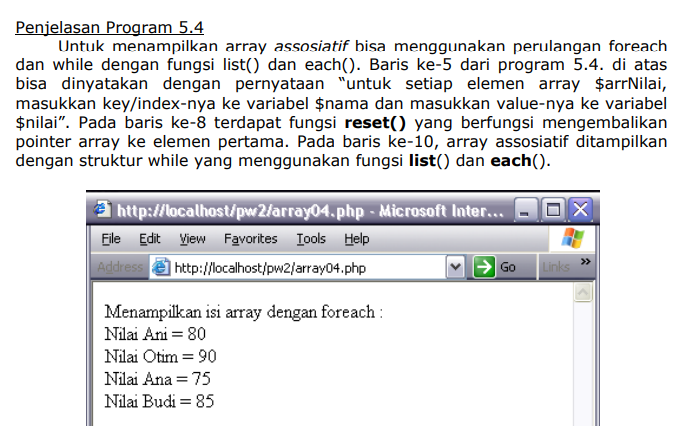 Penjelasan Program 5.4
Untuk menampilkan array assosiatif bisa menggunakan perulangan foreach
dan while dengan fungsi list() dan each(). Baris ke-5 dari program 5.4. di atas
bisa dinyatakan dengan pernyataan “untuk setiap elemen array $arrNilai,
masukkan key/index-nya ke variabel $nama dan masukkan value-nya ke variabel
$nilai”. Pada baris ke-8 terdapat fungsi reset() yang berfungsi mengembalikan
pointer array ke elemen pertama. Pada baris ke-10, array assosiatif ditampilkan
dengan struktur while yang menggunakan fungsi list() dan each().
http://localhost/pw2/array04.php - Microsoft Inter...
File Edit View Favorites Tools Help
Address http://localhost/pw2/array04.php Go Links »
Menampilkan isi array dengan foreach :
Nilai Ani = 80
Nilai Otim = 90
Nilai Ana = 75
Nilai Budi = 85